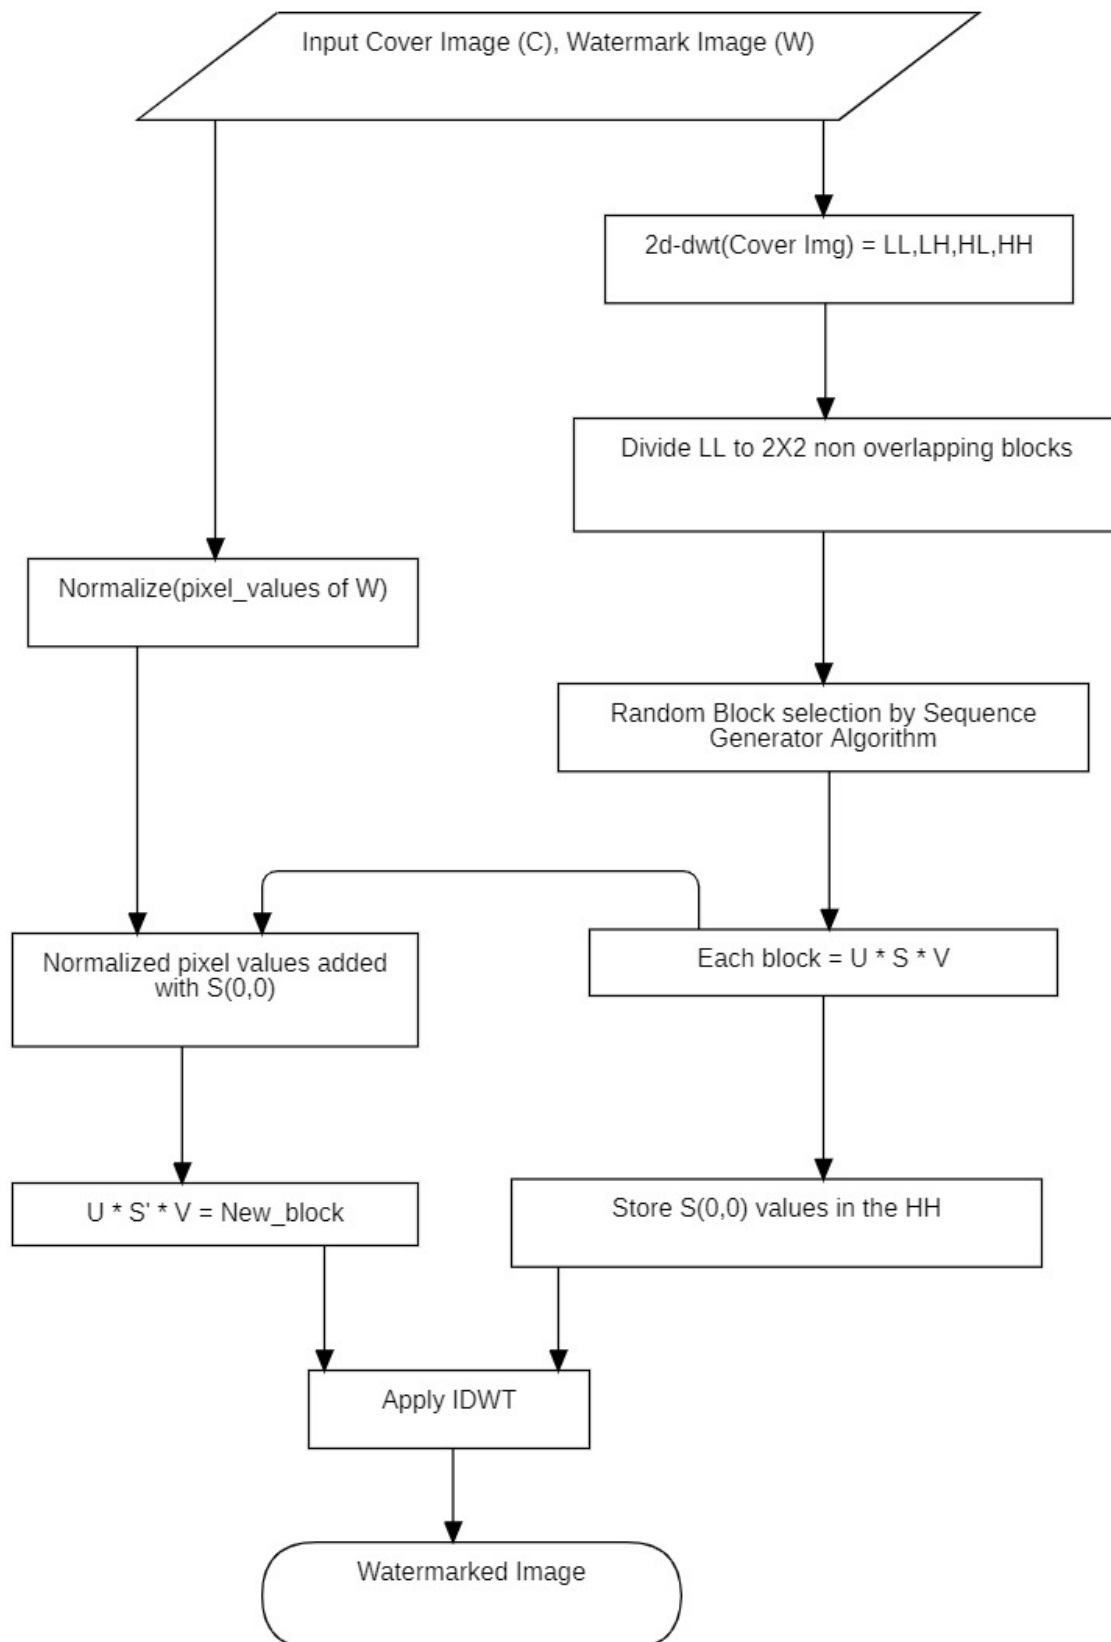 Input Cover Image (C), Watermark Image (W)
2d-dwt(Cover Img) = LL,LH,HL,HH
Divide LL to 2X2 non overlapping blocks
Normalize(pixel_values of W)
Random Block selection by Sequence
Generator Algorithm
Each block = U * S * V
Normalized pixel values added
with S(0,0)
U * S' * V = New_block
Store S(0,0) values in the HH
Apply IDWT
Watermarked Image